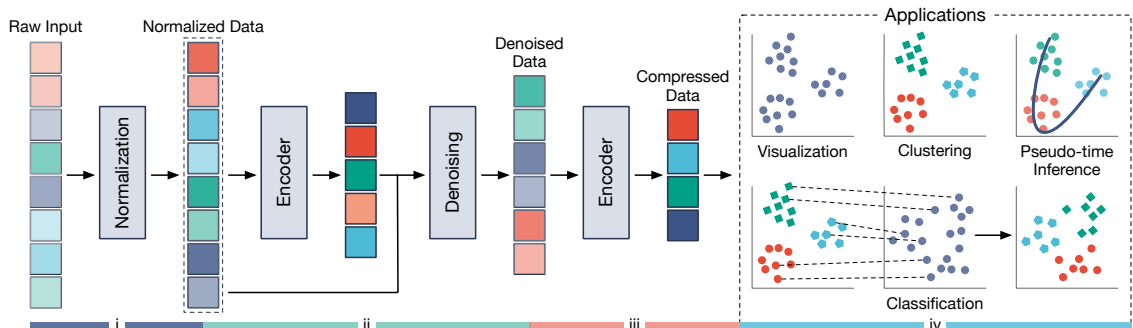 Raw Input
Normalized Data
Normalization
Encoder
Denoising
Denoised
Data
Encoder
Compressed
Data
Applications
Visualization
Clustering
Pseudo-time
Inference
Classification
i
ii
iii
iv